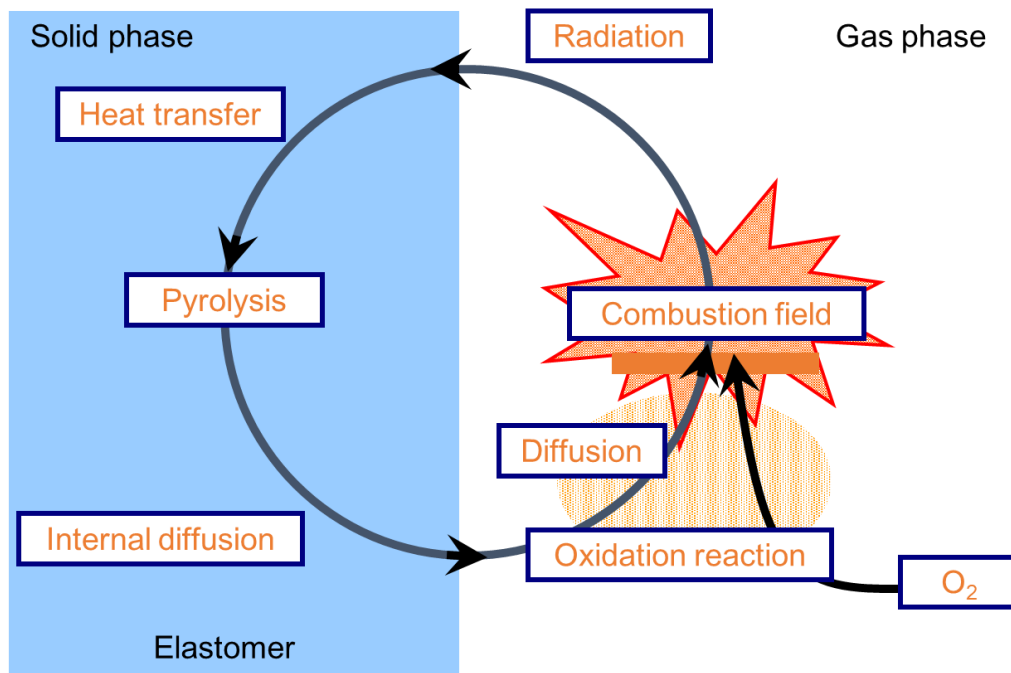 Solid phase
Radiation
Gas phase
Heat transfer
Pyrolysis
Combustion field
Diffusion
Internal diffusion
Oxidation reaction
O₂
Elastomer